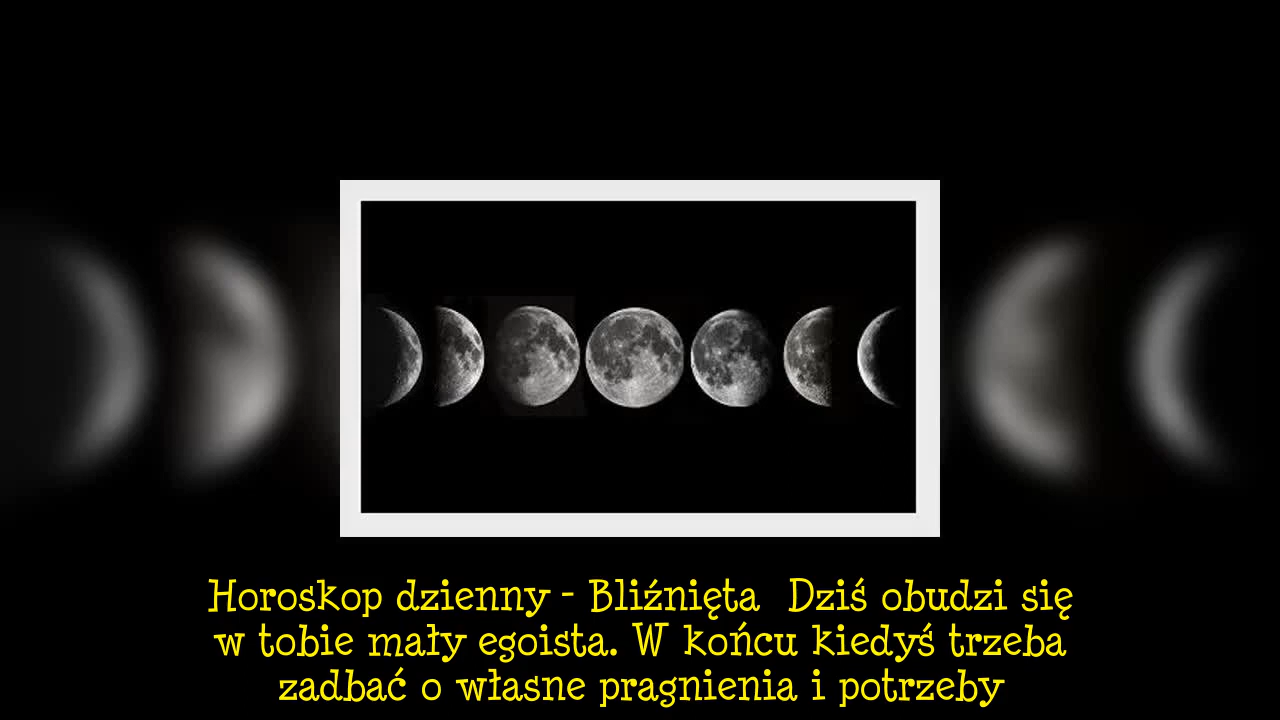 Horoskop dzienny - Bliźnięta  Dziś obudzi się
w tobie mały egoista. W końcu kiedyś trzeba
zadbać o własne pragnienia i potrzeby